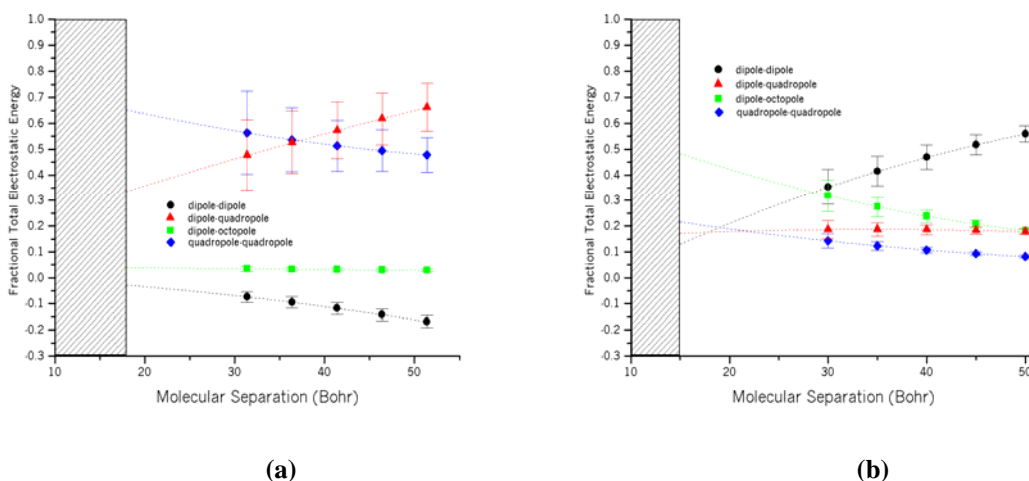 1.0
0.9
0.8
0.7
0.6
0.5
0.4
0.3
0.2
0.1
0.0
-0.1
-0.2
-0.3
Fractional Total Electrostatic Energy
dipole-dipole
dipole-quadropole
dipole-octopole
quadropole-quadropole
10 20 30 40 50
Molecular Separation (Bohr)
(a)
1.0
0.9
0.8
0.7
0.6
0.5
0.4
0.3
0.2
0.1
0.0
-0.1
-0.2
-0.3
Fractional Total Electrostatic Energy
dipole-dipole
dipole-quadropole
dipole-octopole
quadropole-quadropole
10 20 30 40 50
Molecular Separation (Bohr)
(b)